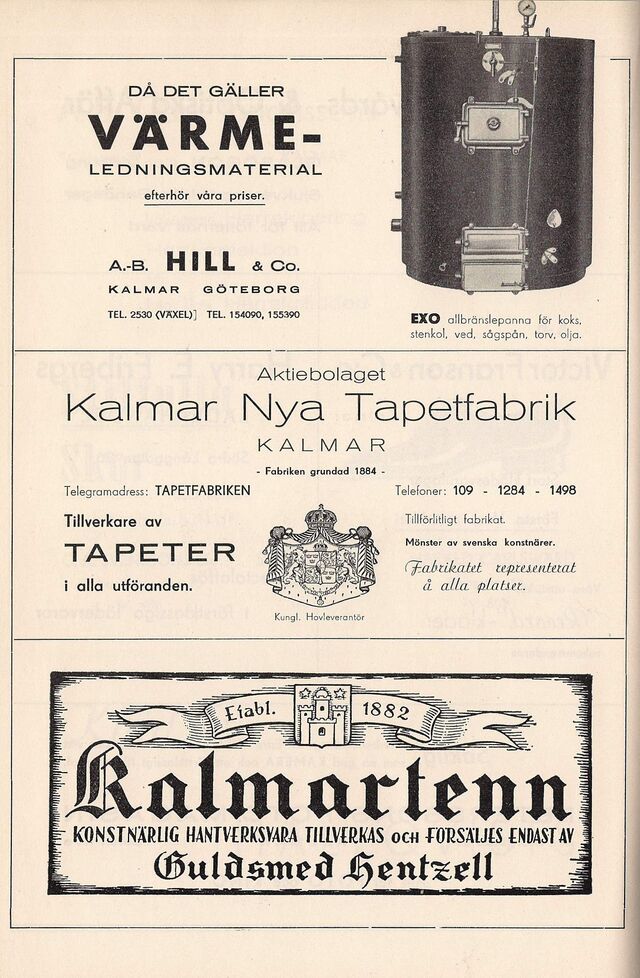 DÅ DET GÄLLER
VÄRME-
LEDNINGSMATERIAL
efterhör våra priser.
A.-B. HILL & Co.
KALMAR GÖTEBORG
TEL. 2530 (VÄXEL)] TEL. 154090, 155390
EXO allbränslepanna för koks,
stenkol, ved, sågspån, torv, olja.
Aktiebolaget
Kalmar Nya Tapetfabrik
KALMAR
- Fabriken grundad 1884 -
Telegramadress: TAPETFABRIKEN
Telefoner: 109 - 1284 - 1498
Tillverkare av
TAPETER
i alla utföranden.
Kungl. Hovleverantör
Tillförlitligt fabrikat.
Mönster av svenska konstnärer.
Fabrikatet representerat
å alla platser.
Etabl. 1882
Kalmartenn
KONSTNÄRLIG HANTVERKSVARA TILLVERKAS OCH FÖRSÄLJES ENDAST AV
Guldsmed Hentzell